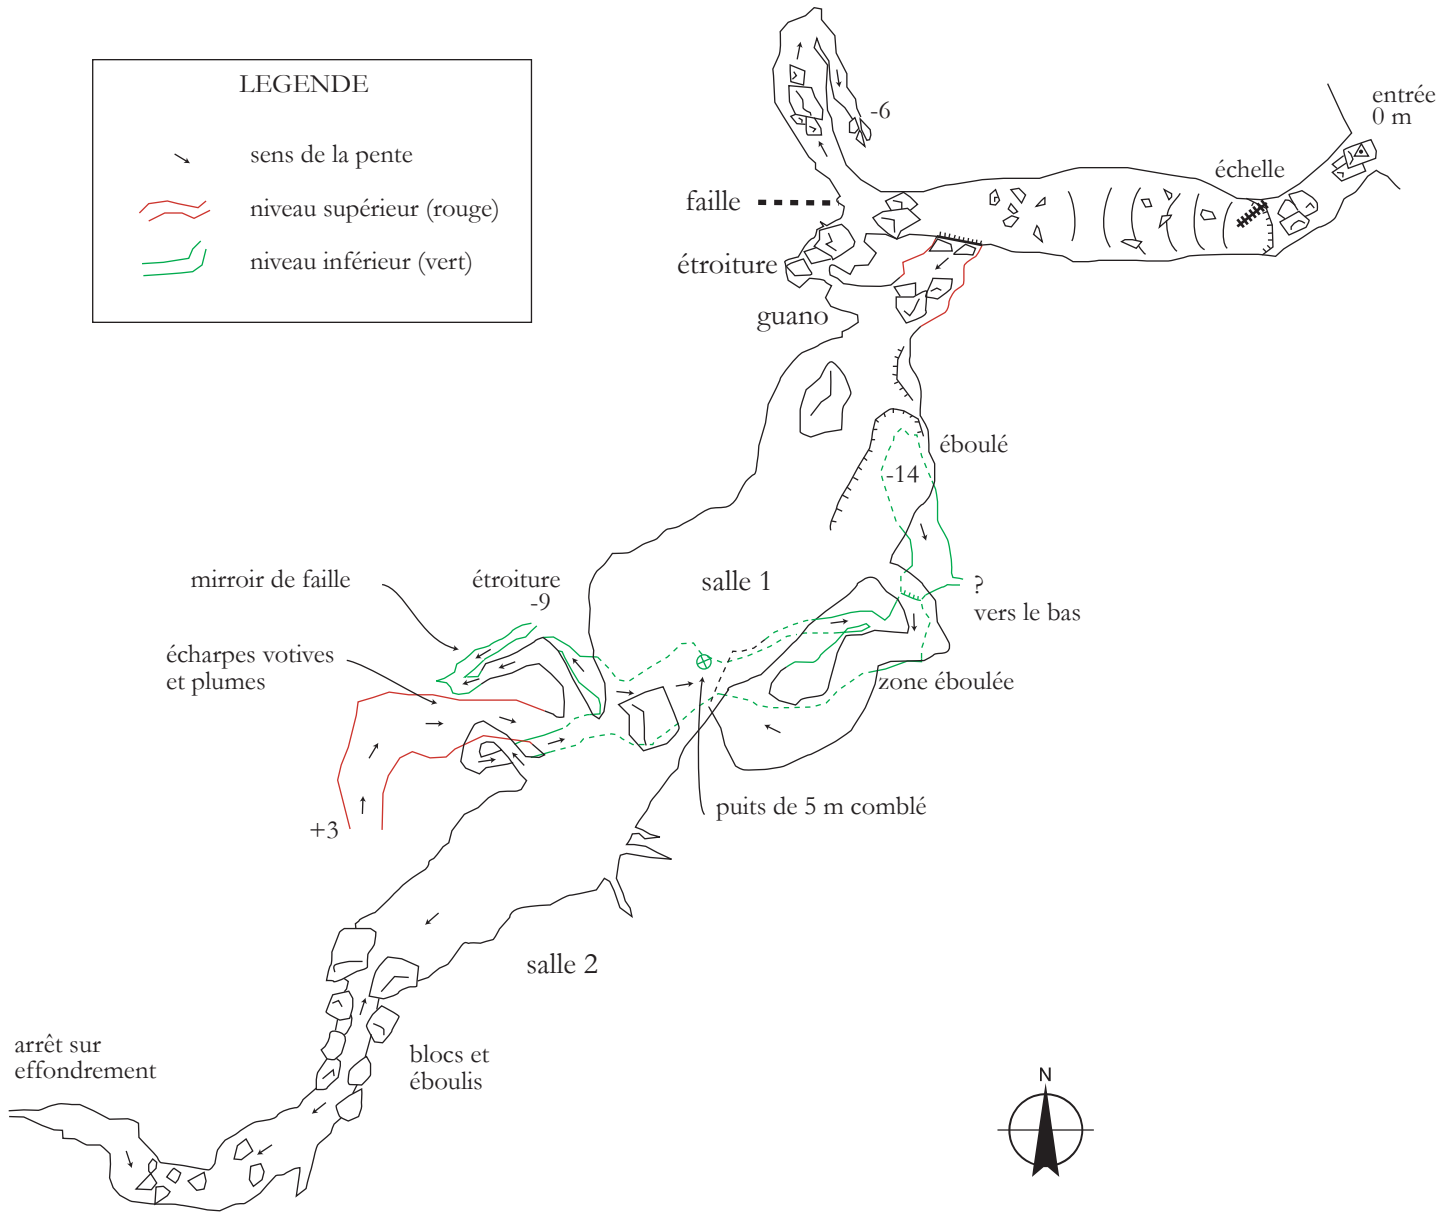 LEGENDE
sens de la pente
niveau supérieur (rouge)
niveau inférieur (vert)
-6
entrée
0 m
échelle
faille
étroiture
guano
éboulé
-14
mirroir de faille
étroiture
-9
salle 1
?
vers le bas
écharpes votives
et plumes
zone éboulée
puits de 5 m comblé
+3
salle 2
arrêt sur
effondrement
blocs et
éboulis
N